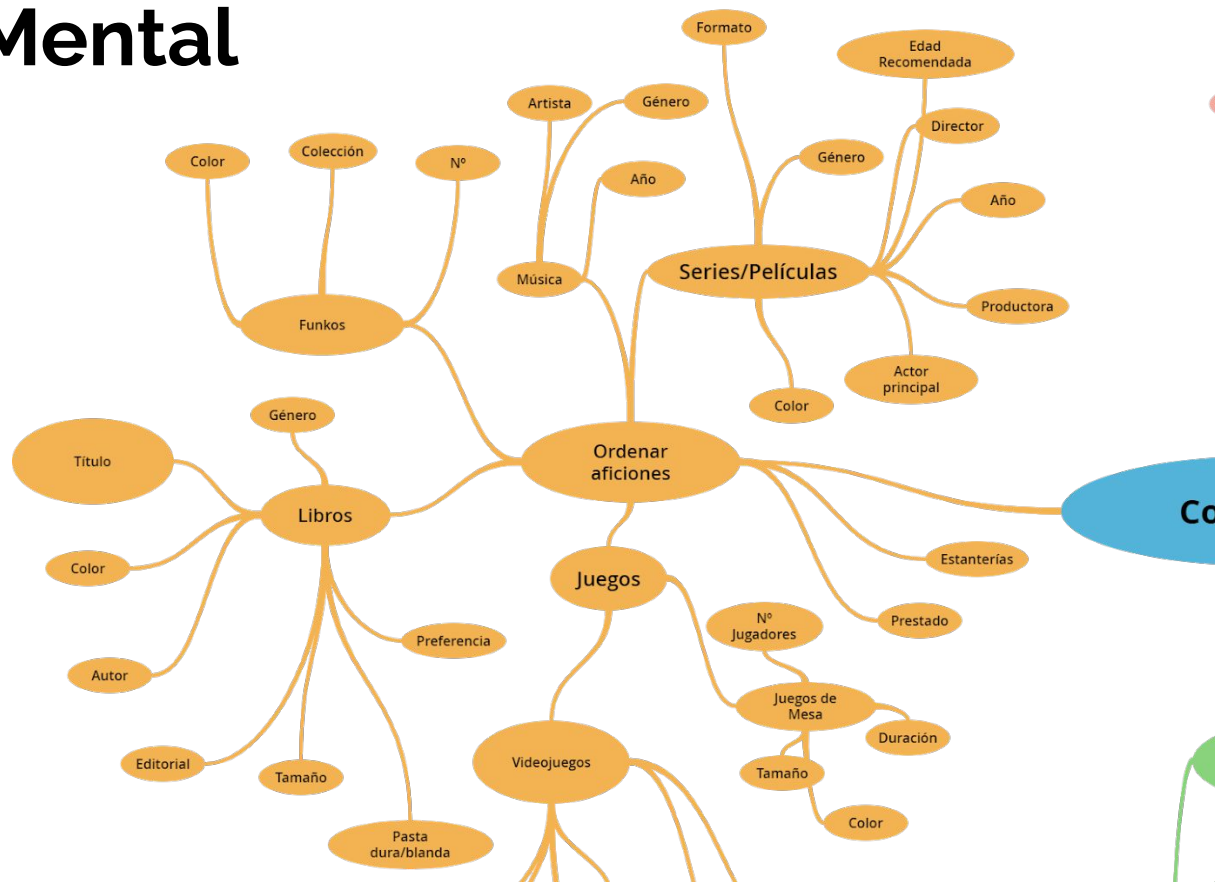 Mental
Formato
Edad
Recomendada
Artista
Género
Director
Color
Colección
Nº
Género
Año
Año
Música
Series/Películas
Productora
Funkos
Actor
principal
Color
Género
Título
Ordenar
aficiones
Libros
Co
Color
Juegos
Estanterías
Nº
Jugadores
Prestado
Preferencia
Autor
Juegos de
Mesa
Duración
Editorial
Tamaño
Videojuegos
Tamaño
Color
Pasta
dura/blanda